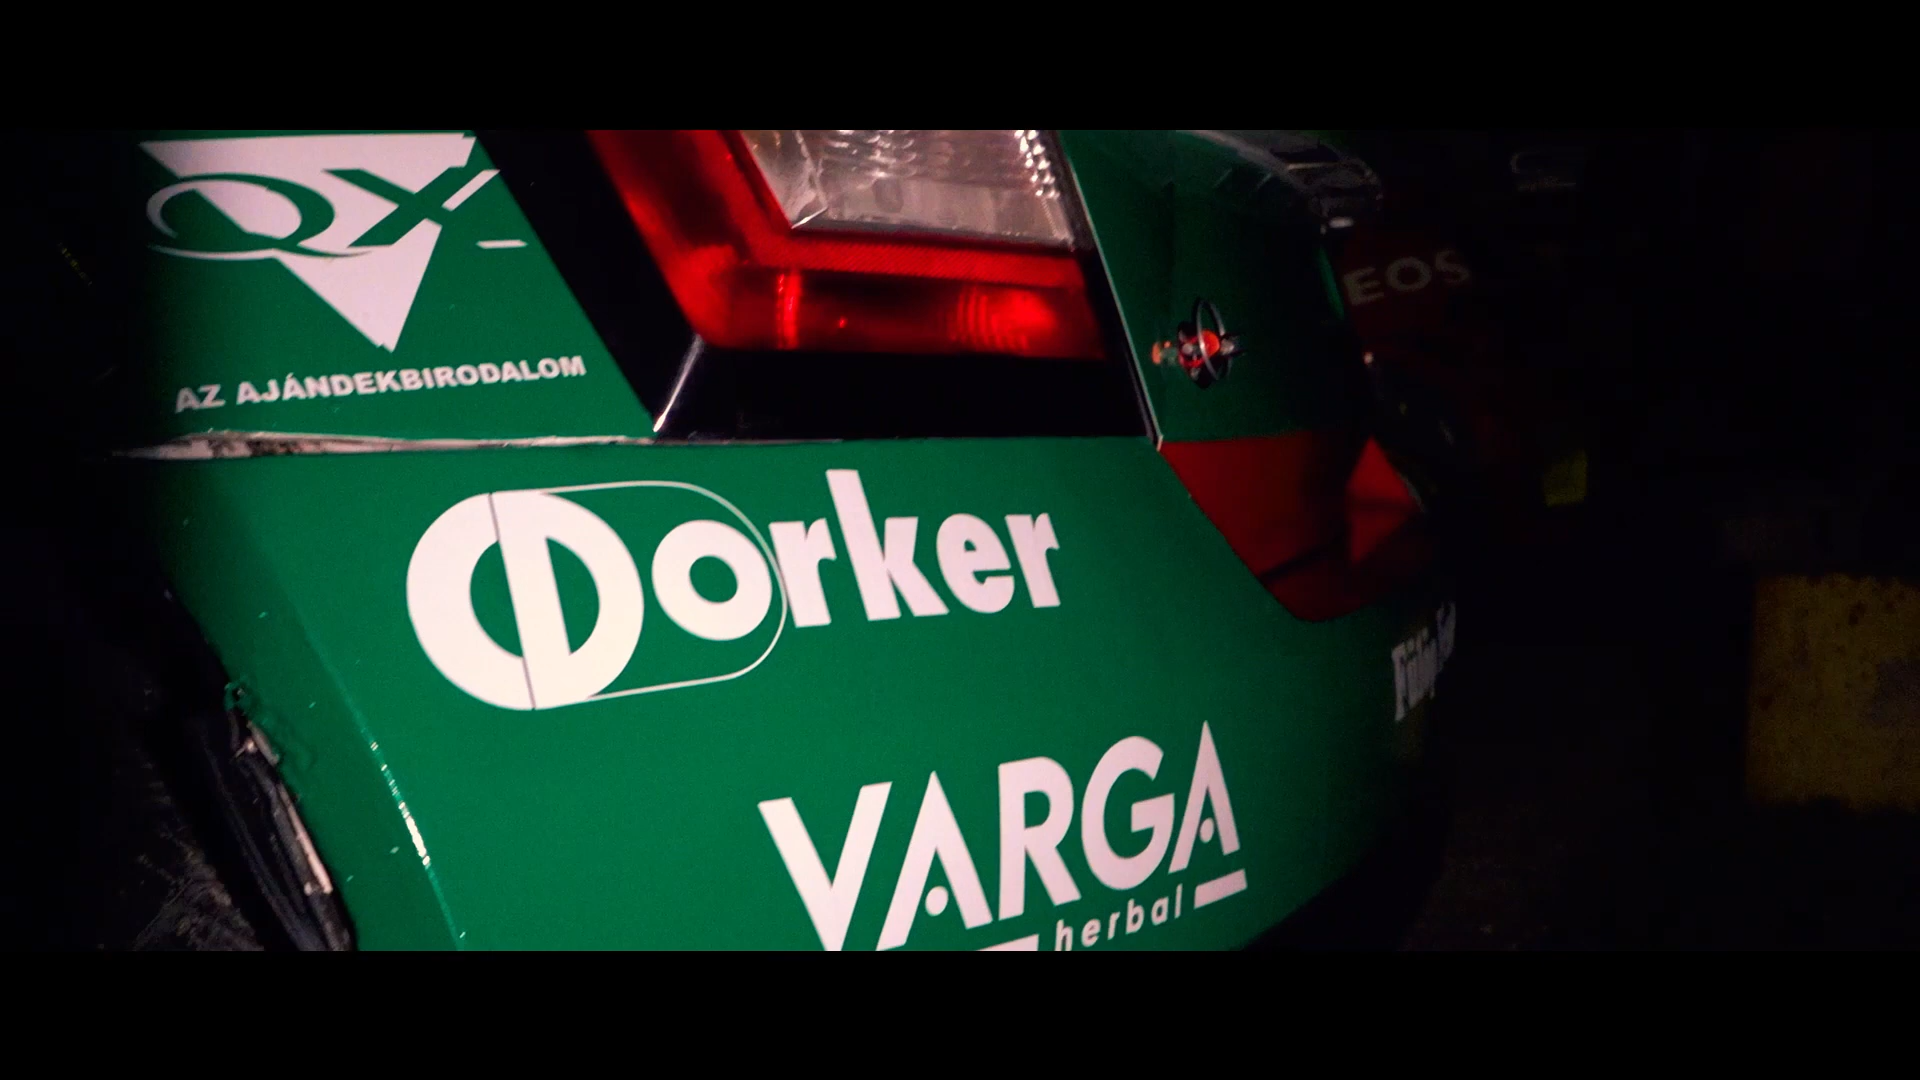 QX
AZ AJÁNDEKBIRODALOM
EOS
Dorker
VARGA
herbal